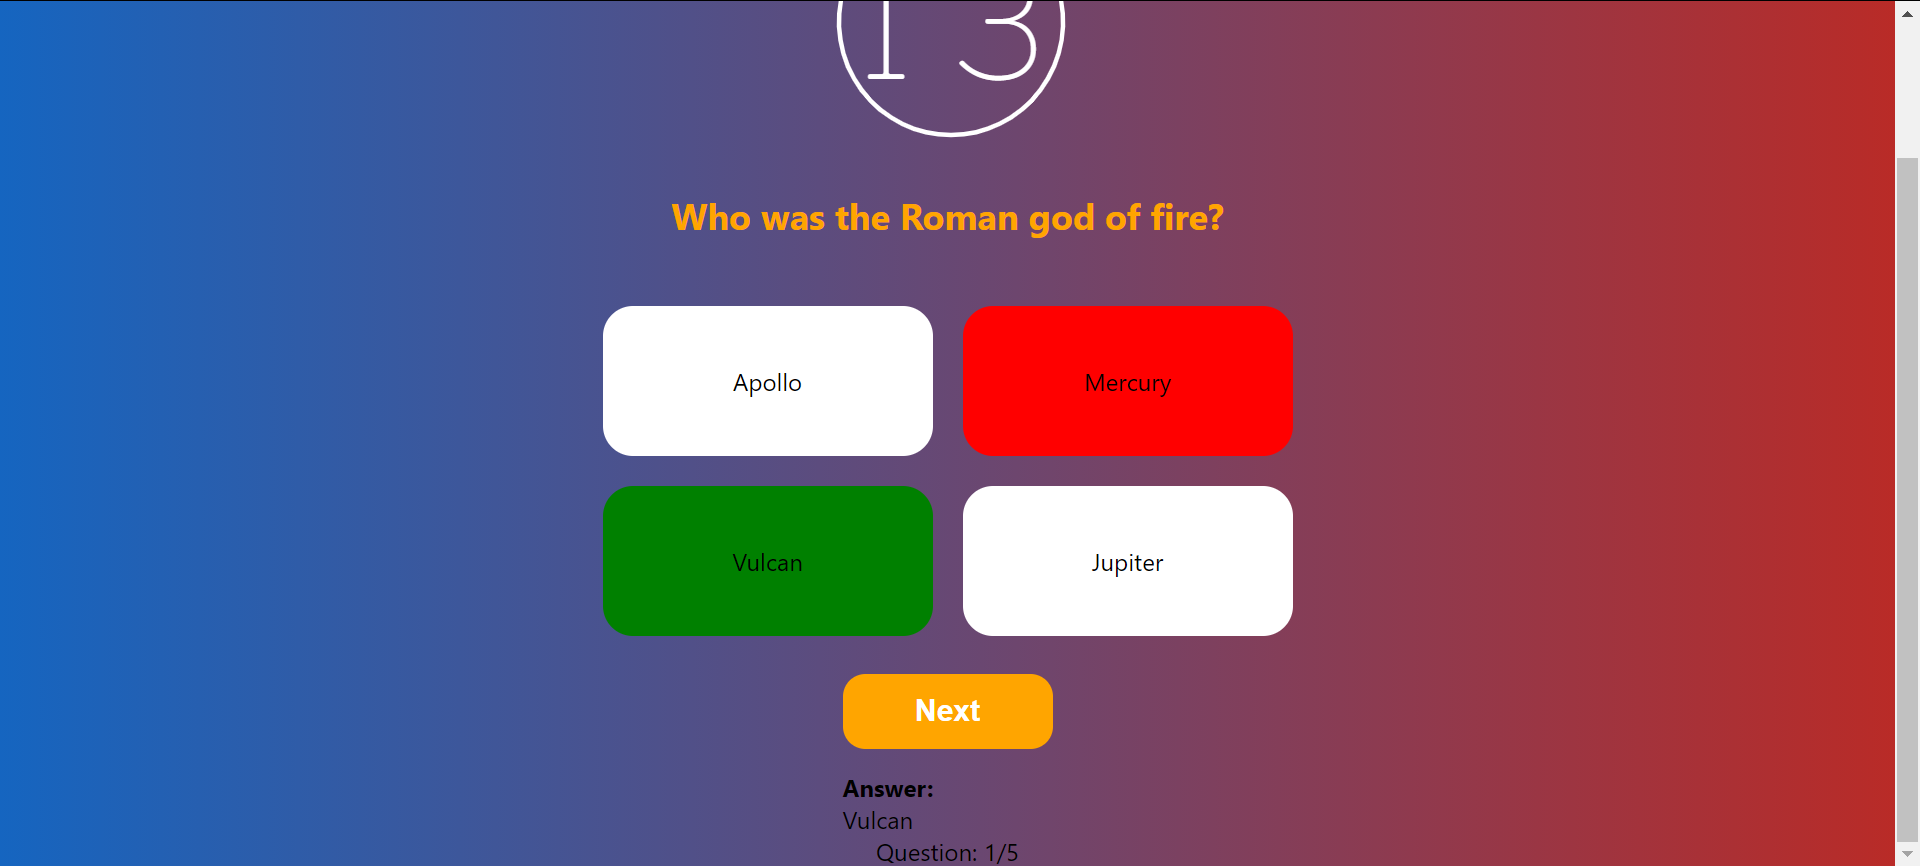 13
Who was the Roman god of fire?
Apollo
Mercury
Vulcan
Jupiter
Next
Answer:
Vulcan
Question: 1/5